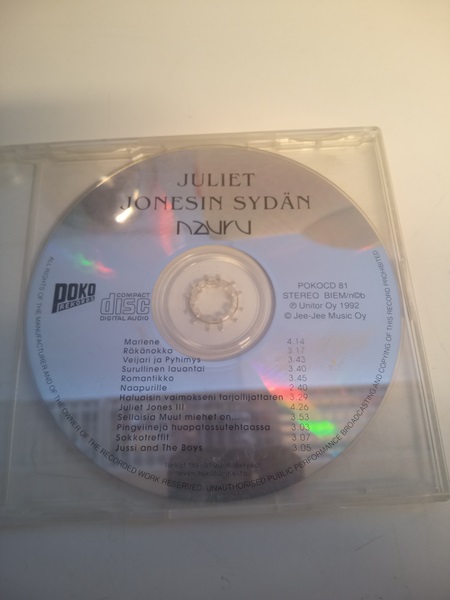 JULIET
JONESIN SYDÄN
nauru
POKO
RECORDS
COMPACT
disc
DIGITAL AUDIO
POKOCD 81
STEREO BIEM/n©b
℗ Unitor Oy 1992
© Jee-Jee Music Oy
Marlene 4.14
Räkänokka 3.17
Veijari ja Pyhimys 3.43
Surullinen lauantai 3.40
Romantikko 3.45
Naapurille 2.40
Haluaisin vaimokseni tarjoilijattaren 3.29
Juliet Jones III 4.26
Sellaisia Muut miehet on... 3.53
Pingviinejä huopatossutehtaassa 3.03
Sokkotreffit 3.07
Jussi and The Boys 3.05
ALL RIGHTS OF THE MANUFACTURER AND OF THE OWNER OF THE RECORDED WORK RESERVED. UNAUTHORISED PUBLIC PERFORMANCE BROADCASTING AND COPYING OF THIS RECORD PROHIBITED